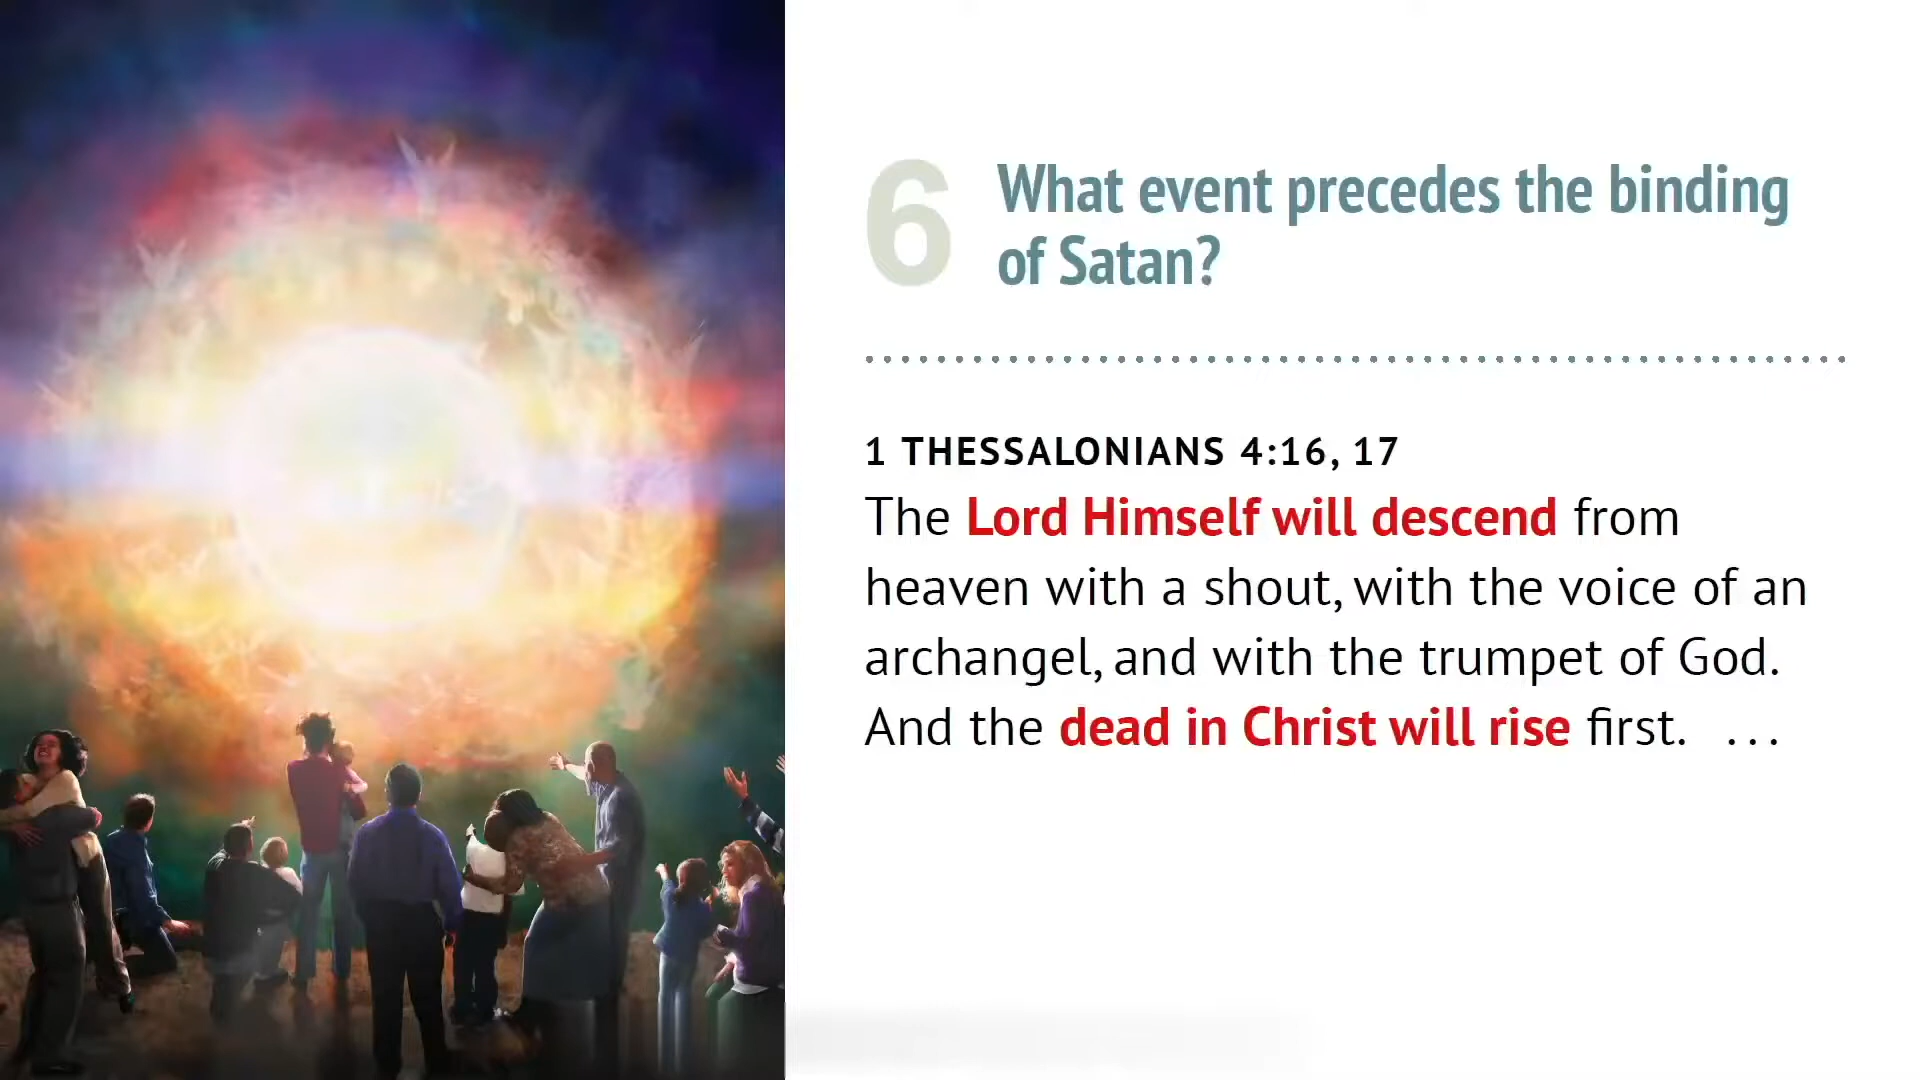 6 What event precedes the binding
of Satan?
1 THESSALONIANS 4:16, 17
The Lord Himself will descend from
heaven with a shout, with the voice of an
archangel, and with the trumpet of God.
And the dead in Christ will rise first. ...